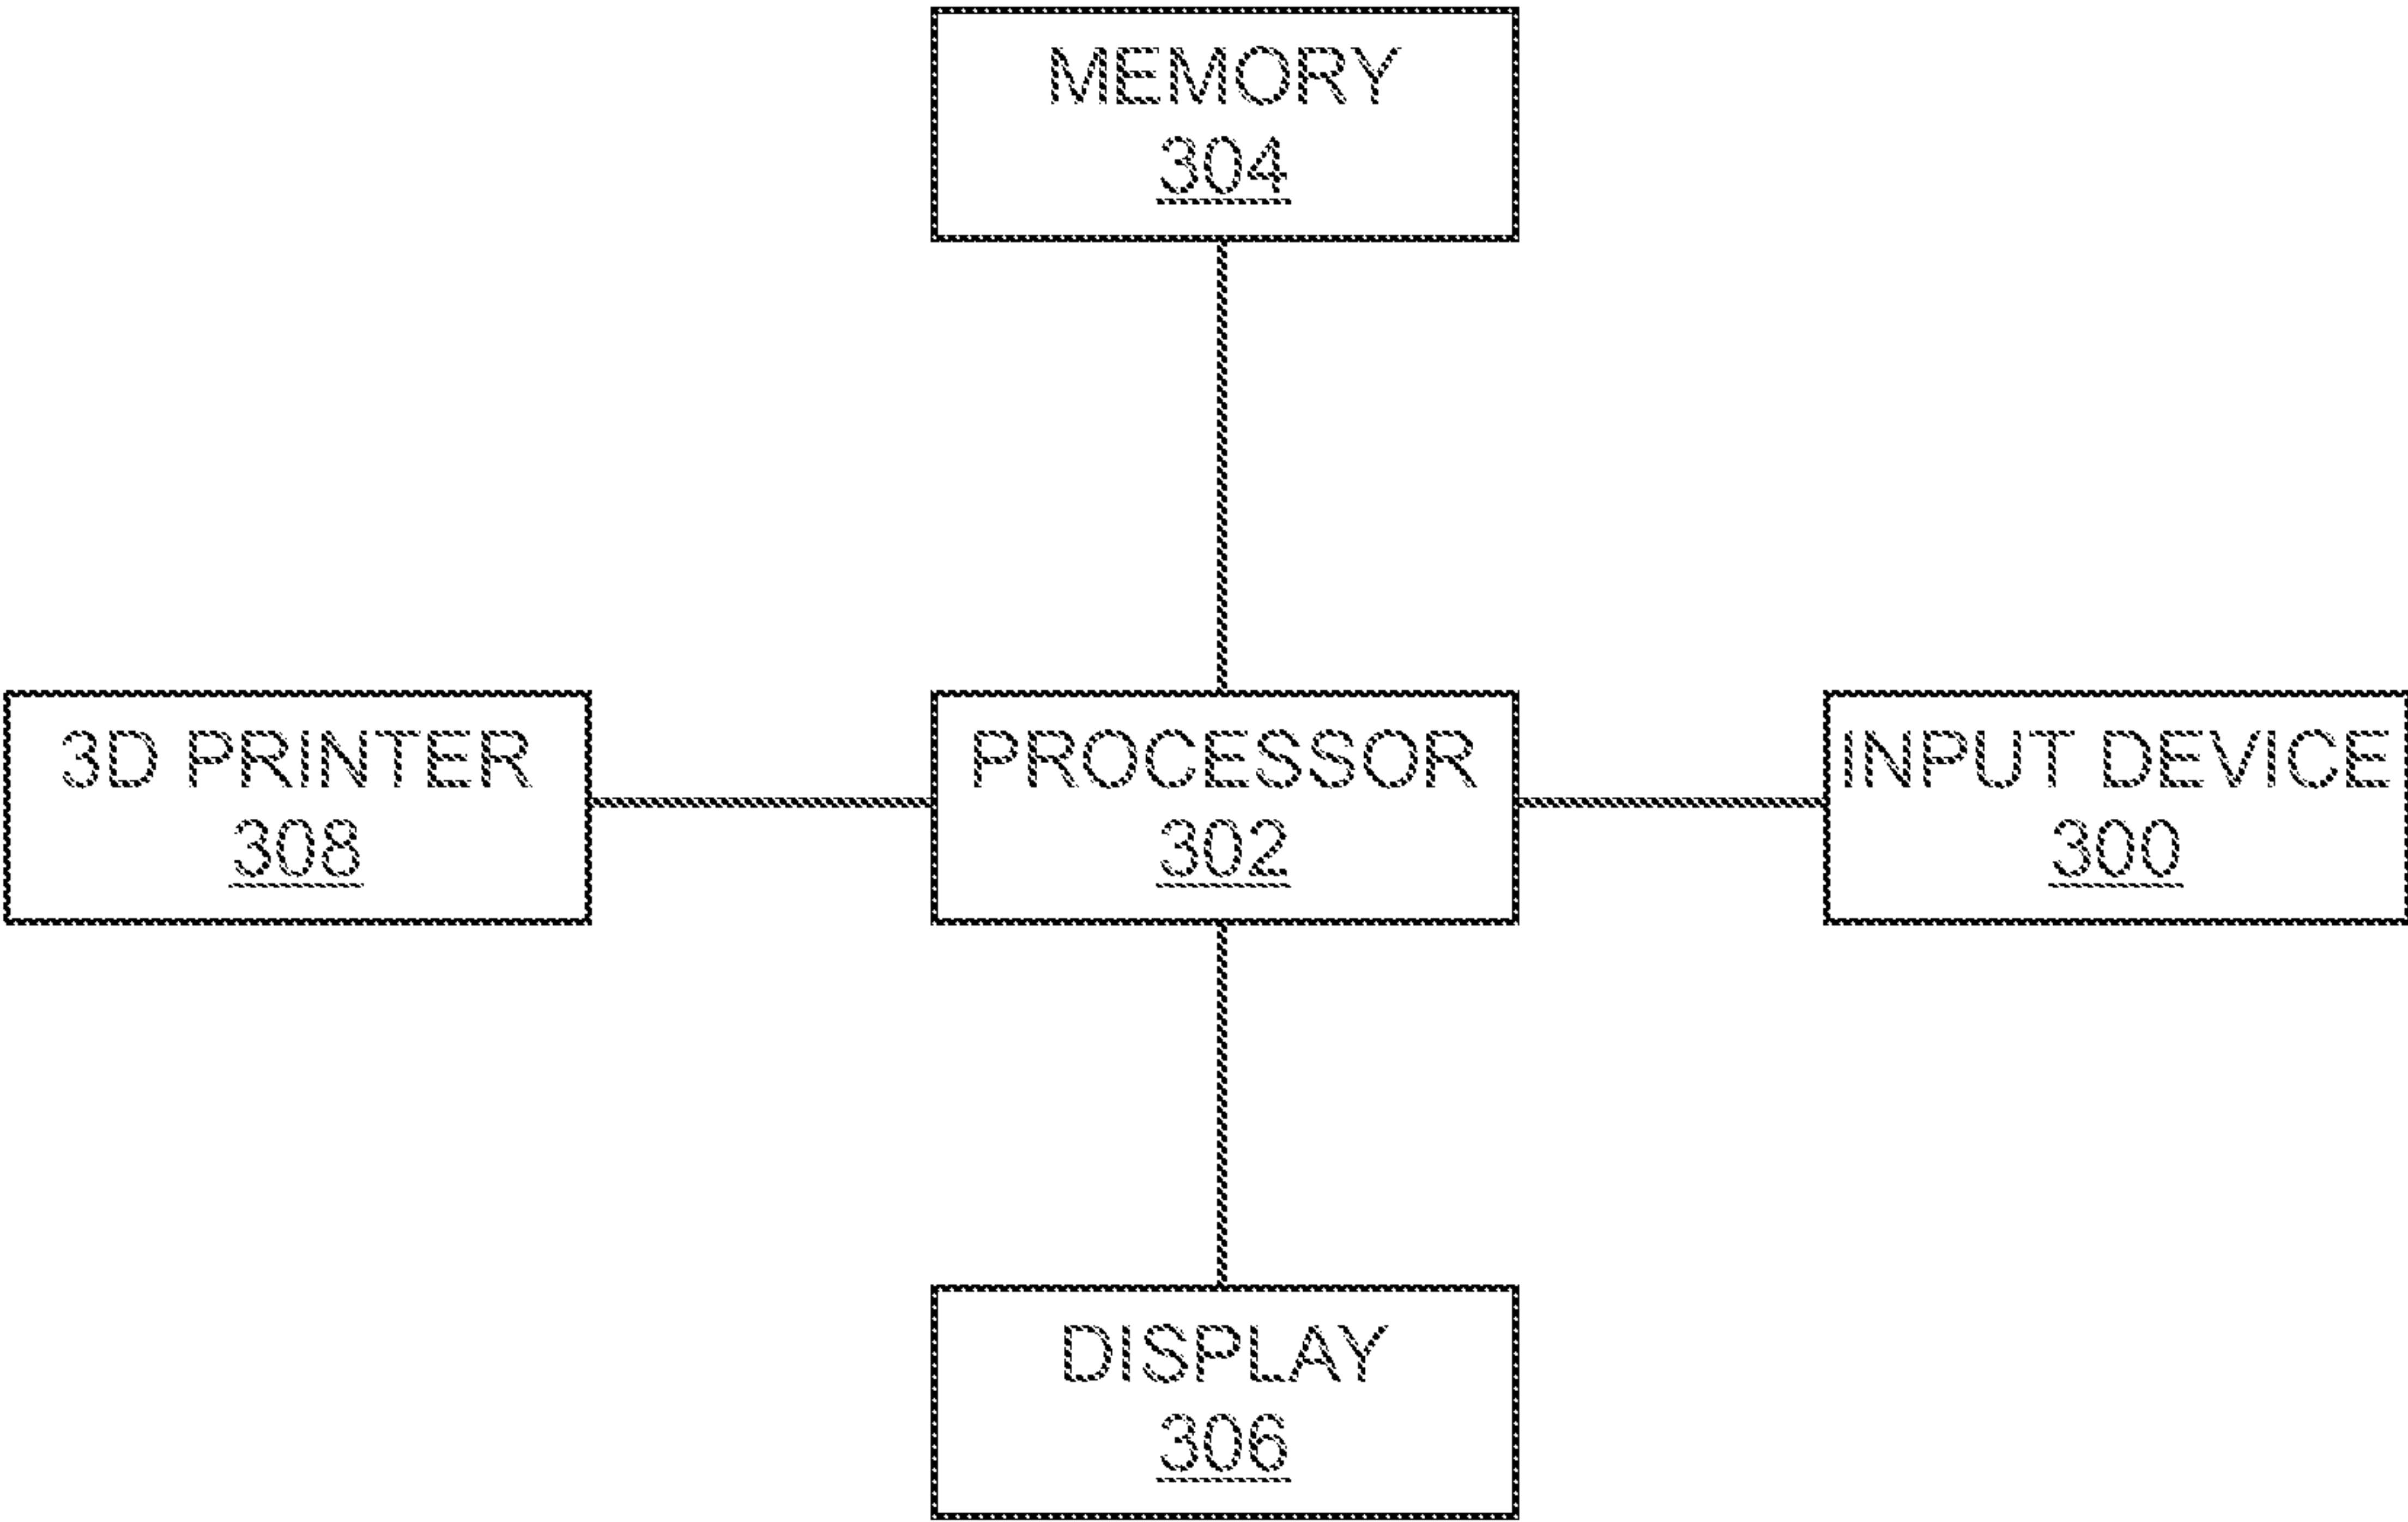 MEMORY
304
3D PRINTER
308
PROCESSOR
302
INPUT DEVICE
300
DISPLAY
306